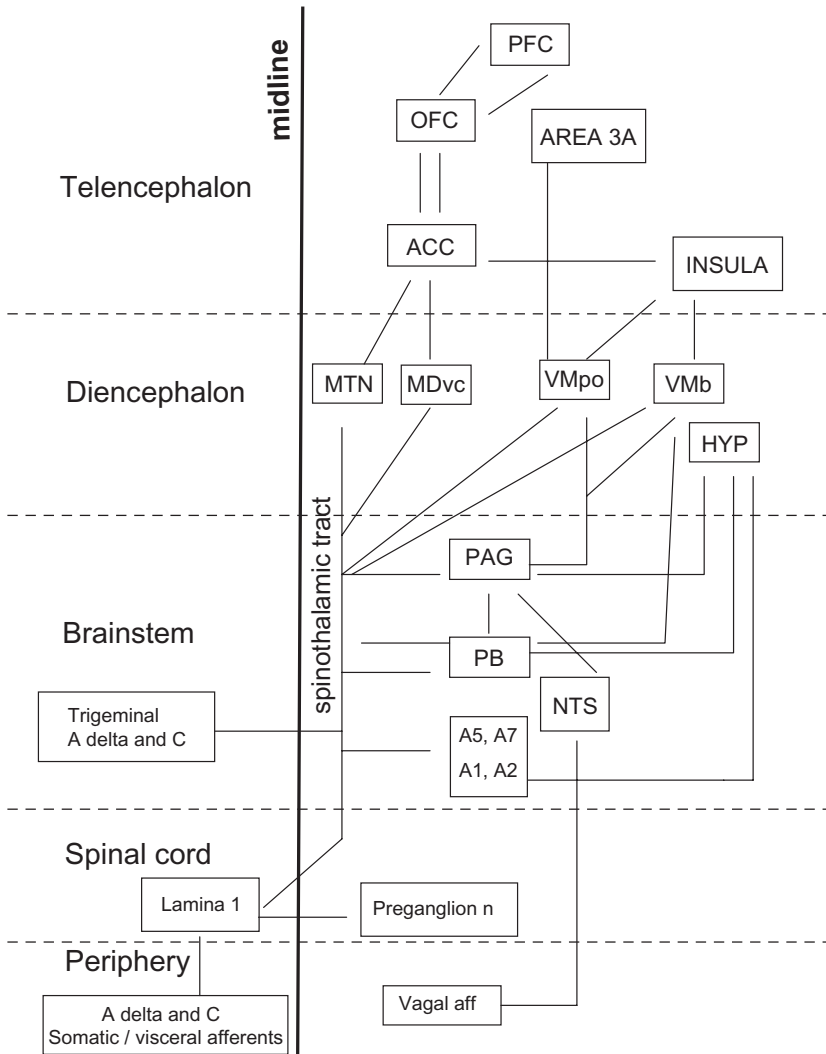 midline
PFC
OFC
AREA 3A
Telencephalon
ACC
INSULA
Diencephalon
MTN
MDvc
VMpo
VMb
HYP
spinothalamic tract
PAG
Brainstem
PB
NTS
Trigeminal
A delta and C
A5, A7
A1, A2
Spinal cord
Lamina 1
Preganglion n
Periphery
A delta and C
Somatic / visceral afferents
Vagal aff